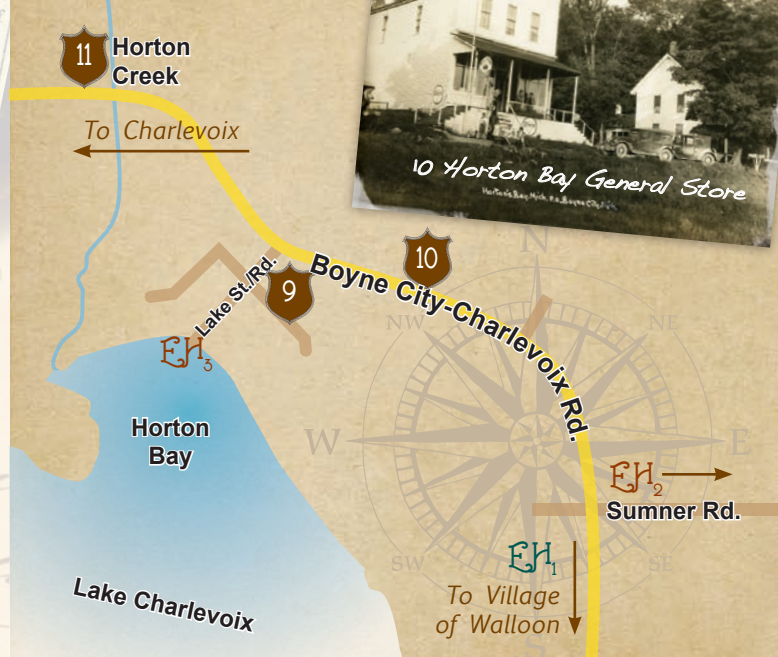 11
Horton
Creek
To Charlevoix
10 Horton Bay General Store
N
10
Boyne City-Charlevoix Rd.
Lake St./Rd.
9
NW
NE
EH3
W
E
Horton
Bay
EH2
Sumner Rd.
EH1
SW
SE
To Village
of Walloon
Lake Charlevoix
S